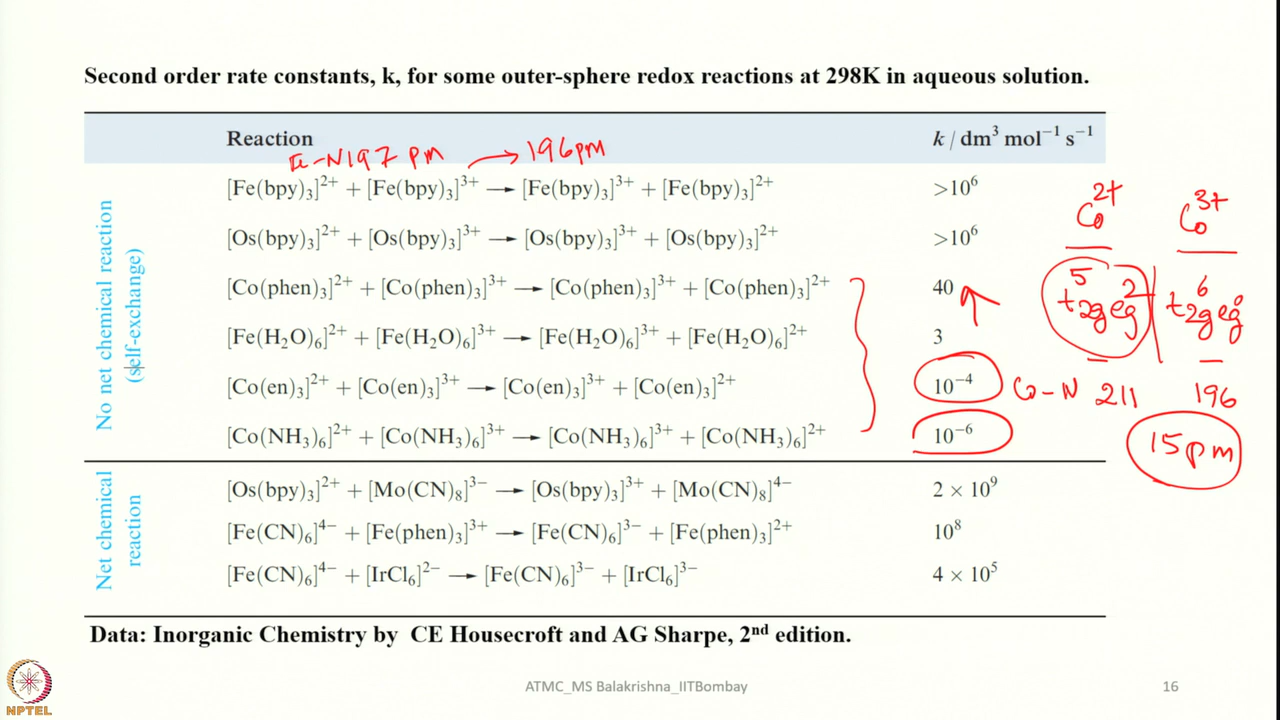 Second order rate constants, k, for some outer-sphere redox reactions at 298K in aqueous solution.
Reaction k / dm³ mol⁻¹ s⁻¹
Fe-N 197 pm → 196pm
No net chemical reaction
(self-exchange)
[Fe(bpy)₃]²⁺ + [Fe(bpy)₃]³⁺ → [Fe(bpy)₃]³⁺ + [Fe(bpy)₃]²⁺ >10⁶
[Os(bpy)₃]²⁺ + [Os(bpy)₃]³⁺ → [Os(bpy)₃]³⁺ + [Os(bpy)₃]²⁺ >10⁶
[Co(phen)₃]²⁺ + [Co(phen)₃]³⁺ → [Co(phen)₃]³⁺ + [Co(phen)₃]²⁺ 40
[Fe(H₂O)₆]²⁺ + [Fe(H₂O)₆]³⁺ → [Fe(H₂O)₆]³⁺ + [Fe(H₂O)₆]²⁺ 3
[Co(en)₃]²⁺ + [Co(en)₃]³⁺ → [Co(en)₃]³⁺ + [Co(en)₃]²⁺ 10⁻⁴
[Co(NH₃)₆]²⁺ + [Co(NH₃)₆]³⁺ → [Co(NH₃)₆]³⁺ + [Co(NH₃)₆]²⁺ 10⁻⁶
Co²⁺ Co³⁺
t₂g⁵ eg² t₂g⁶ eg⁰
Co-N 211 196
15pm
Net chemical
reaction
[Os(bpy)₃]²⁺ + [Mo(CN)₈]³⁻ → [Os(bpy)₃]³⁺ + [Mo(CN)₈]⁴⁻ 2 × 10⁹
[Fe(CN)₆]⁴⁻ + [Fe(phen)₃]³⁺ → [Fe(CN)₆]³⁻ + [Fe(phen)₃]²⁺ 10⁸
[Fe(CN)₆]⁴⁻ + [IrCl₆]²⁻ → [Fe(CN)₆]³⁻ + [IrCl₆]³⁻ 4 × 10⁵
Data: Inorganic Chemistry by CE Housecroft and AG Sharpe, 2ⁿᵈ edition.
NPTEL
ATMC_MS Balakrishna_IITBombay
16